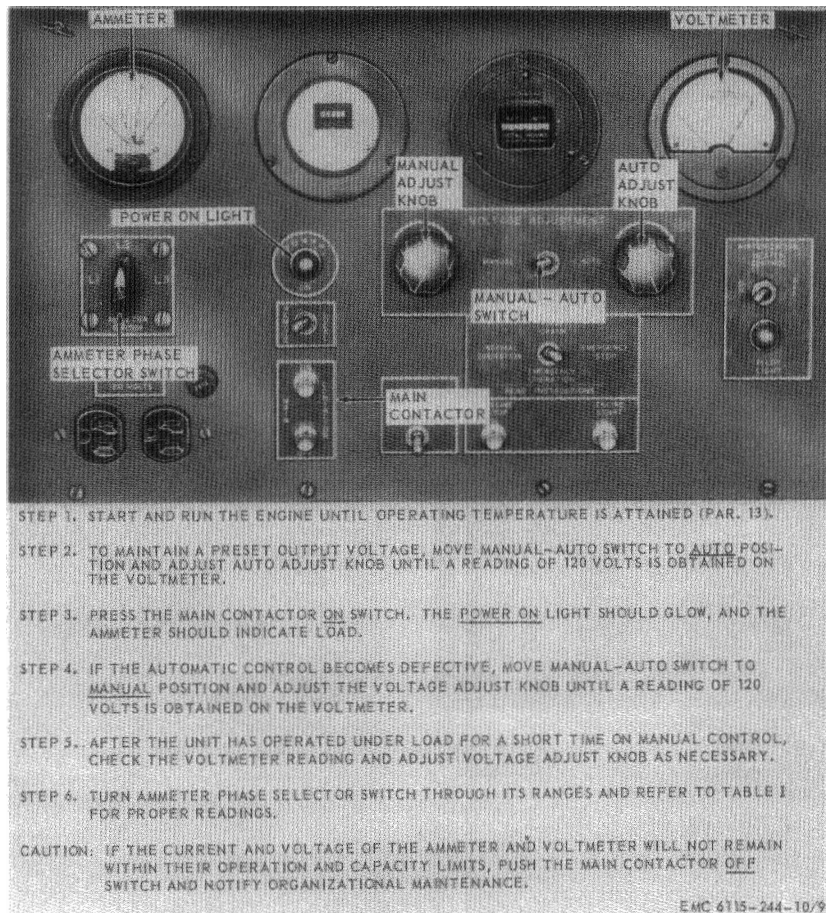 AMMETER
VOLTMETER
MANUAL
ADJUST
KNOB
AUTO
ADJUST
KNOB
POWER ON LIGHT
VOLTAGE ADJUSTMENT
MANUAL
AUTO
L1
L2
L3
MANUAL – AUTO
SWITCH
AMMETER PHASE
SELECTOR SWITCH
EMERGENCY
STOP
MAIN
CONTACTOR
STEP 1. START AND RUN THE ENGINE UNTIL OPERATING TEMPERATURE IS ATTAINED (PAR. 13).
STEP 2. TO MAINTAIN A PRESET OUTPUT VOLTAGE, MOVE MANUAL-AUTO SWITCH TO AUTO POSI-
TION AND ADJUST AUTO ADJUST KNOB UNTIL A READING OF 120 VOLTS IS OBTAINED ON
THE VOLTMETER.
STEP 3. PRESS THE MAIN CONTACTOR ON SWITCH. THE POWER ON LIGHT SHOULD GLOW, AND THE
AMMETER SHOULD INDICATE LOAD.
STEP 4. IF THE AUTOMATIC CONTROL BECOMES DEFECTIVE, MOVE MANUAL-AUTO SWITCH TO
MANUAL POSITION AND ADJUST THE VOLTAGE ADJUST KNOB UNTIL A READING OF 120
VOLTS IS OBTAINED ON THE VOLTMETER.
STEP 5. AFTER THE UNIT HAS OPERATED UNDER LOAD FOR A SHORT TIME ON MANUAL CONTROL,
CHECK THE VOLTMETER READING AND ADJUST VOLTAGE ADJUST KNOB AS NECESSARY.
STEP 6. TURN AMMETER PHASE SELECTOR SWITCH THROUGH ITS RANGES AND REFER TO TABLE I
FOR PROPER READINGS.
CAUTION: IF THE CURRENT AND VOLTAGE OF THE AMMETER AND VOLTMETER WILL NOT REMAIN
WITHIN THEIR OPERATION AND CAPACITY LIMITS, PUSH THE MAIN CONTACTOR OFF
SWITCH AND NOTIFY ORGANIZATIONAL MAINTENANCE.
EMC 6115-244-10/9